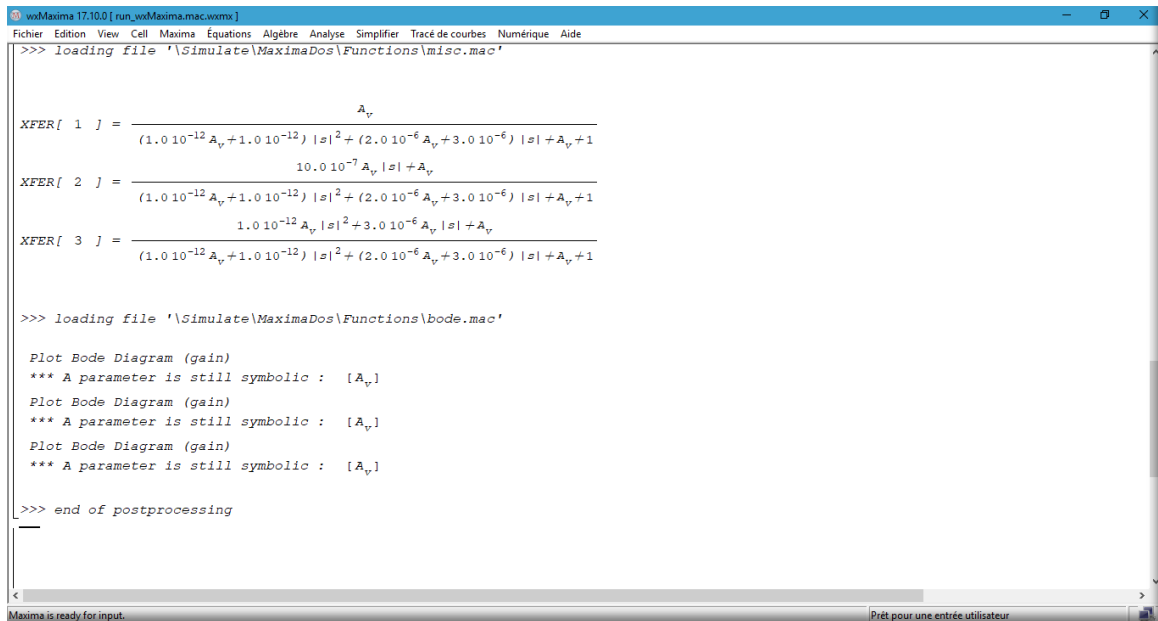 wxMaxima 17.10.0 [ run_wxMaxima.mac.wxmx ]
Fichier Edition View Cell Maxima Équations Algèbre Analyse Simplifier Tracé de courbes Numérique Aide
>>> loading file '\Simulate\MaximaDos\Functions\misc.mac'
A_v
XFER[ 1 ] = 
(1.0 10^-12 A_v+1.0 10^-12) |s|^2+(2.0 10^-6 A_v+3.0 10^-6) |s|+A_v+1
10.0 10^-7 A_v |s|+A_v
XFER[ 2 ] = 
(1.0 10^-12 A_v+1.0 10^-12) |s|^2+(2.0 10^-6 A_v+3.0 10^-6) |s|+A_v+1
1.0 10^-12 A_v |s|^2+3.0 10^-6 A_v |s|+A_v
XFER[ 3 ] = 
(1.0 10^-12 A_v+1.0 10^-12) |s|^2+(2.0 10^-6 A_v+3.0 10^-6) |s|+A_v+1
>>> loading file '\Simulate\MaximaDos\Functions\bode.mac'
Plot Bode Diagram (gain)
*** A parameter is still symbolic : [A_v]
Plot Bode Diagram (gain)
*** A parameter is still symbolic : [A_v]
Plot Bode Diagram (gain)
*** A parameter is still symbolic : [A_v]
>>> end of postprocessing
Maxima is ready for input. Prêt pour une entrée utilisateur